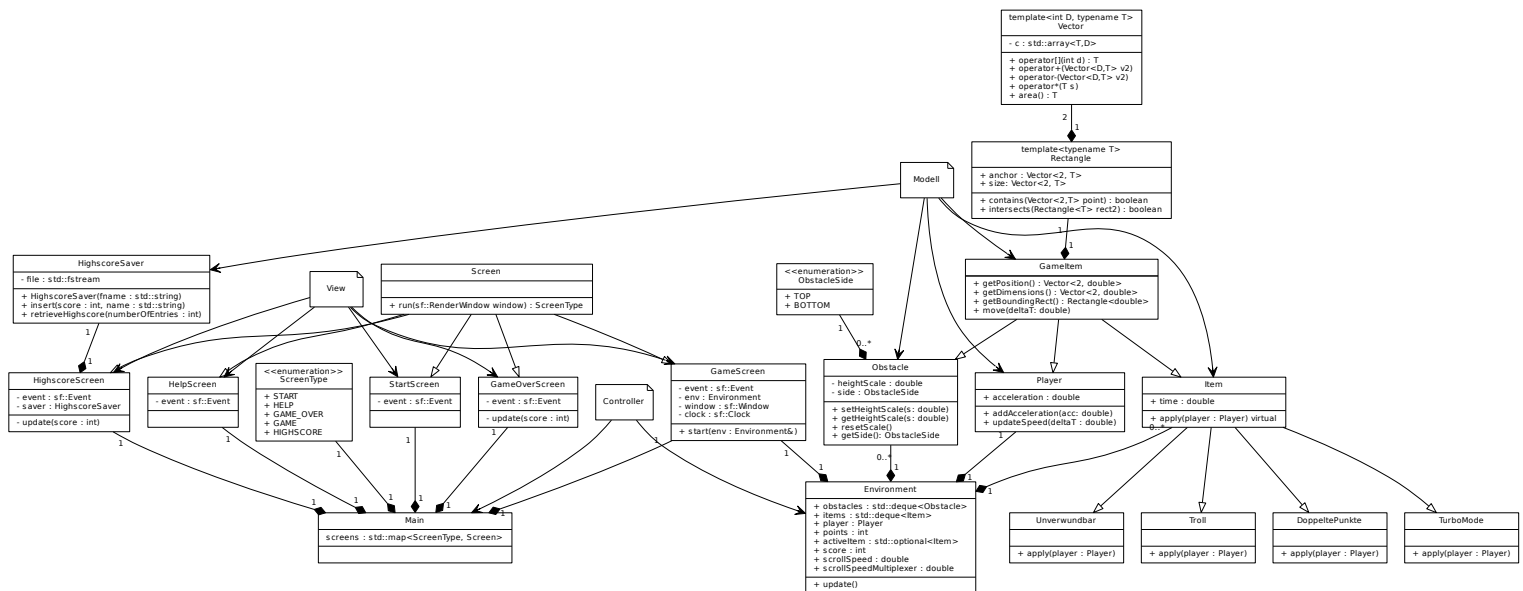 template<int D, typename T>
Vector
- c : std::array<T,D>
+ operator[](int d) : T
+ operator+(Vector<D,T> v2)
+ operator-(Vector<D,T> v2)
+ operator*(T s)
+ area() : T
2
1
template<typename T>
Rectangle
+ anchor : Vector<2, T>
+ size: Vector<2, T>
+ contains(Vector<2,T> point) : boolean
+ intersects(Rectangle<T> rect2) : boolean
1
1
Modell
HighscoreSaver
- file : std::fstream
+ HighscoreSaver(fname : std::string)
+ insert(score : int, name : std::string)
+ retrieveHighscore(numberOfEntries : int)
1
1
View
Screen
+ run(sf::RenderWindow window) : ScreenType
<<enumeration>>
ObstacleSide
+ TOP
+ BOTTOM
1
0..*
GameItem
+ getPosition() : Vector<2, double>
+ getDimensions() : Vector<2, double>
+ getBoundingRect() : Rectangle<double>
+ move(deltaT: double)
HighscoreScreen
- event : sf::Event
- saver : HighscoreSaver
- update(score : int)
1
HelpScreen
- event : sf::Event
1
<<enumeration>>
ScreenType
+ START
+ HELP
+ GAME_OVER
+ GAME
+ HIGHSCORE
1
StartScreen
- event : sf::Event
1
GameOverScreen
- event : sf::Event
- update(score : int)
1
Controller
GameScreen
- event : sf::Event
- env : Environment
- window : sf::Window
- clock : sf::Clock
+ start(env : Environment&)
1
1
Obstacle
- heightScale : double
- side : ObstacleSide
+ setHeightScale(s: double)
+ getHeightScale(s: double)
+ resetScale()
+ getSide(): ObstacleSide
0..*
Player
+ acceleration : double
+ addAcceleration(acc: double)
+ updateSpeed(deltaT : double)
1
Item
+ time : double
+ apply(player : Player) virtual
0..*
1
1
1
1
1
1
Main
screens : std::map<ScreenType, Screen>
1
1
1
1
Environment
+ obstacles : std::deque<Obstacle>
+ items : std::deque<Item>
+ player : Player
+ points : int
+ activeItem : std::optional<Item>
+ score : int
+ scrollSpeed : double
+ scrollSpeedMultiplexer : double
+ update()
Unverwundbar
+ apply(player : Player)
Troll
+ apply(player : Player)
DoppeltePunkte
+ apply(player : Player)
TurboMode
+ apply(player : Player)